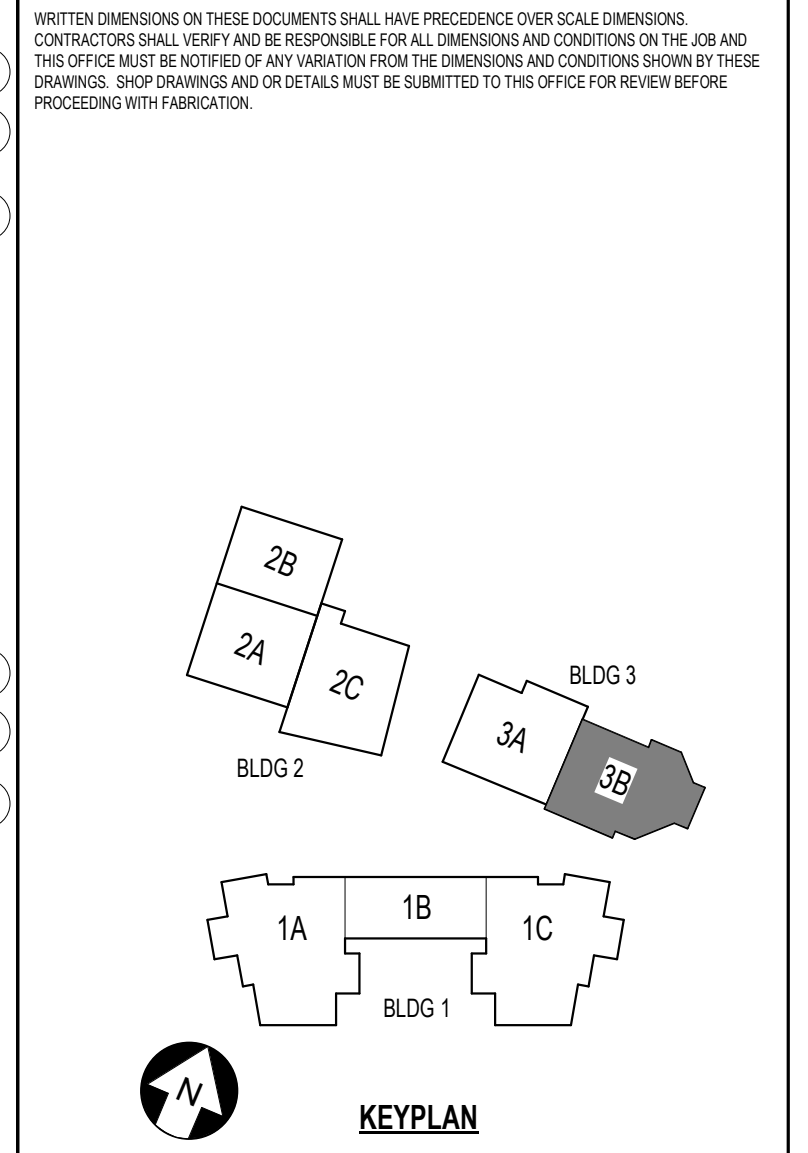 WRITTEN DIMENSIONS ON THESE DOCUMENTS SHALL HAVE PRECEDENCE OVER SCALE DIMENSIONS.
CONTRACTORS SHALL VERIFY AND BE RESPONSIBLE FOR ALL DIMENSIONS AND CONDITIONS ON THE JOB AND
THIS OFFICE MUST BE NOTIFIED OF ANY VARIATION FROM THE DIMENSIONS AND CONDITIONS SHOWN BY THESE
DRAWINGS. SHOP DRAWINGS AND OR DETAILS MUST BE SUBMITTED TO THIS OFFICE FOR REVIEW BEFORE
PROCEEDING WITH FABRICATION.
2B
2A
2C
BLDG 2
BLDG 3
3A
3B
1A
1B
1C
BLDG 1
N
KEYPLAN